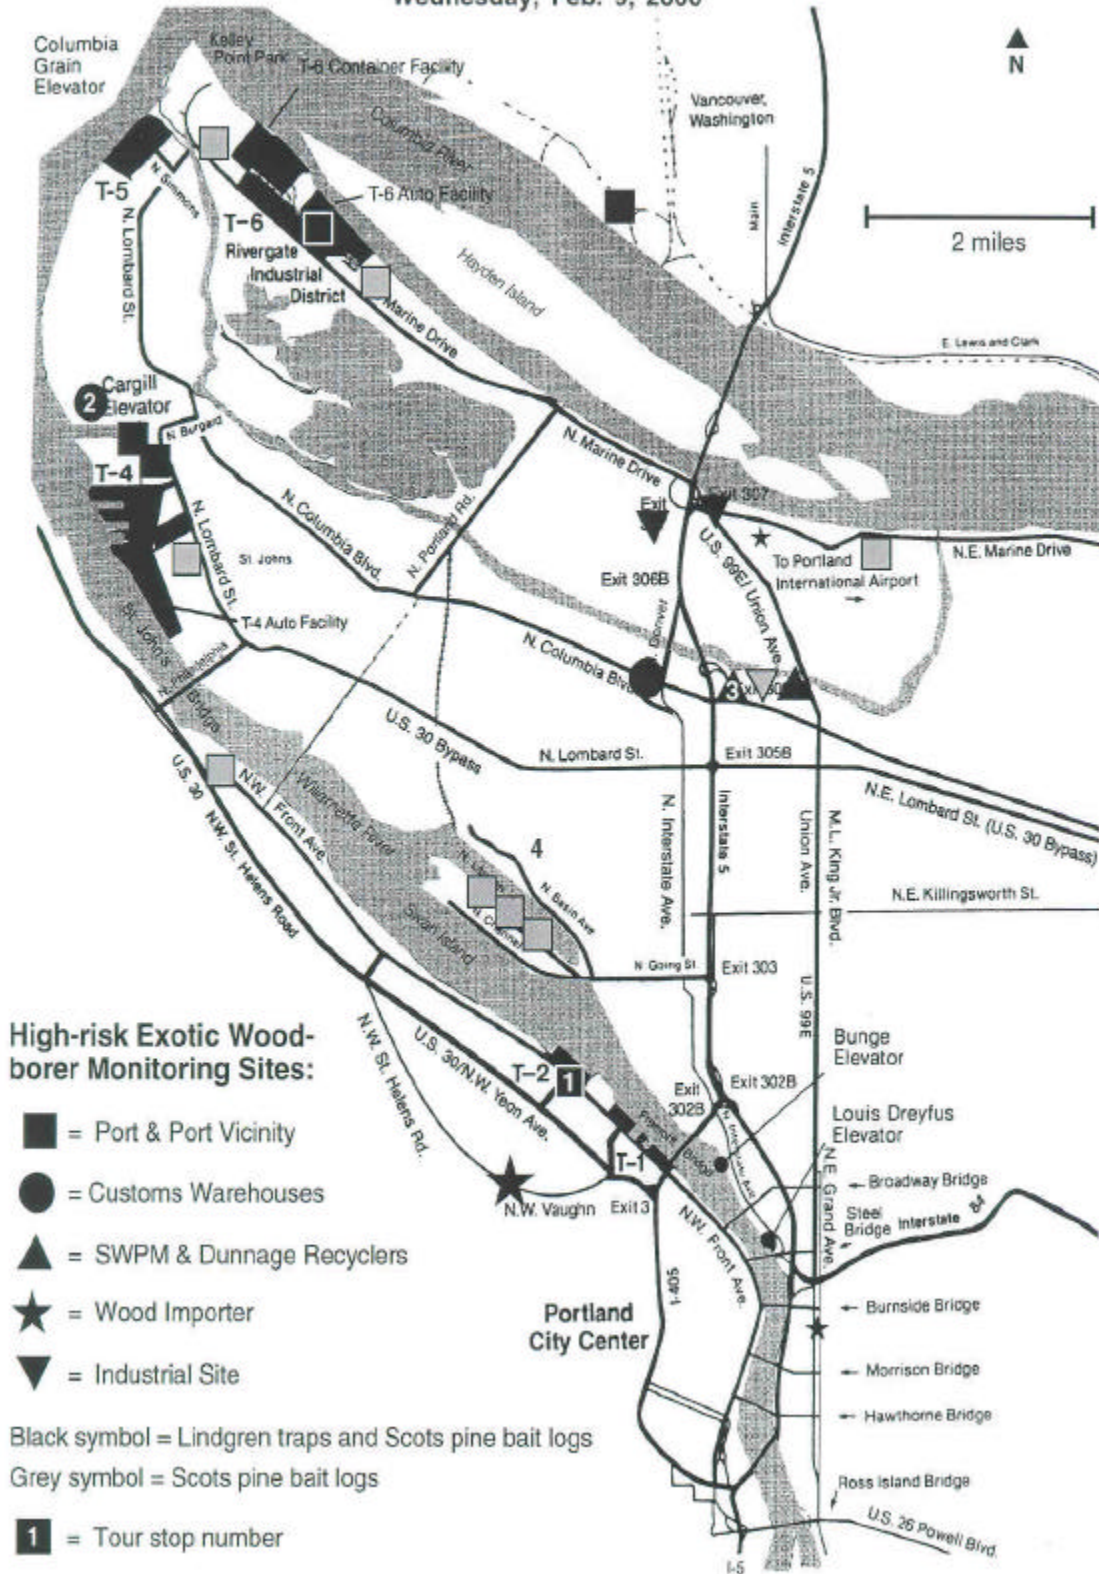 Wednesday, Feb. 9, 2000
Columbia
Grain
Elevator
Kelley
Point Park
T-6 Container Facility
N
Vancouver,
Washington
Columbia River
Interstate 5
2 miles
T-5
N. Simmons
T-6 Auto Facility
T-6
Rivergate
Industrial
District
N. Lombard St.
Hayden Island
Marine Drive
E. Lewis and Clark
2
Cargill
Elevator
N. Burgard
T-4
N. Marine Drive
Exit
Exit 307
N. Columbia Blvd.
N. Portland Rd.
N. Lombard St.
St. Johns
U.S. 99E/ Union Ave.
To Portland
International Airport
N.E. Marine Drive
Exit 306B
T-4 Auto Facility
St. John's
Bridge
N. Philadelphia
N. Columbia Blvd.
3
U.S. 30 Bypass
N. Lombard St.
Exit 305B
N.E. Lombard St. (U.S. 30 Bypass)
U.S. 30
N.W. St. Helens Road
N.W. Front Ave.
Willamette River
4
N. Basin Ave
N. Channel
Swan Island
N. Interstate Ave.
Interstate 5
Union Ave.
M.L. King Jr. Blvd.
N.E. Killingsworth St.
N Going St
Exit 303
U.S. 99E
High-risk Exotic Wood-
borer Monitoring Sites:
= Port & Port Vicinity
= Customs Warehouses
= SWPM & Dunnage Recyclers
= Wood Importer
= Industrial Site
Black symbol = Lindgren traps and Scots pine bait logs
Grey symbol = Scots pine bait logs
1 = Tour stop number
N.W. St. Helens Rd.
U.S. 30/N.W. Yeon Ave.
T-2
1
T-1
Exit
302B
Exit 302B
Bunge
Elevator
Louis Dreyfus
Elevator
N. Interstate Ave
N.E. Grand Ave.
Broadway Bridge
Steel
Bridge
Interstate 84
N.W. Vaughn
Exit 3
N.W. Front Ave.
I-405
Portland
City Center
Burnside Bridge
Morrison Bridge
Hawthorne Bridge
Ross Island Bridge
U.S. 26 Powell Blvd.
I-5